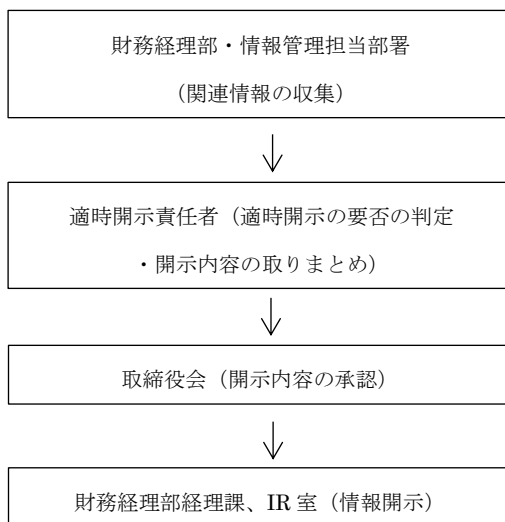 財務経理部・情報管理担当部署
（関連情報の収集）
適時開示責任者（適時開示の要否の判定
・開示内容の取りまとめ）
取締役会（開示内容の承認）
財務経理部経理課、IR 室（情報開示）